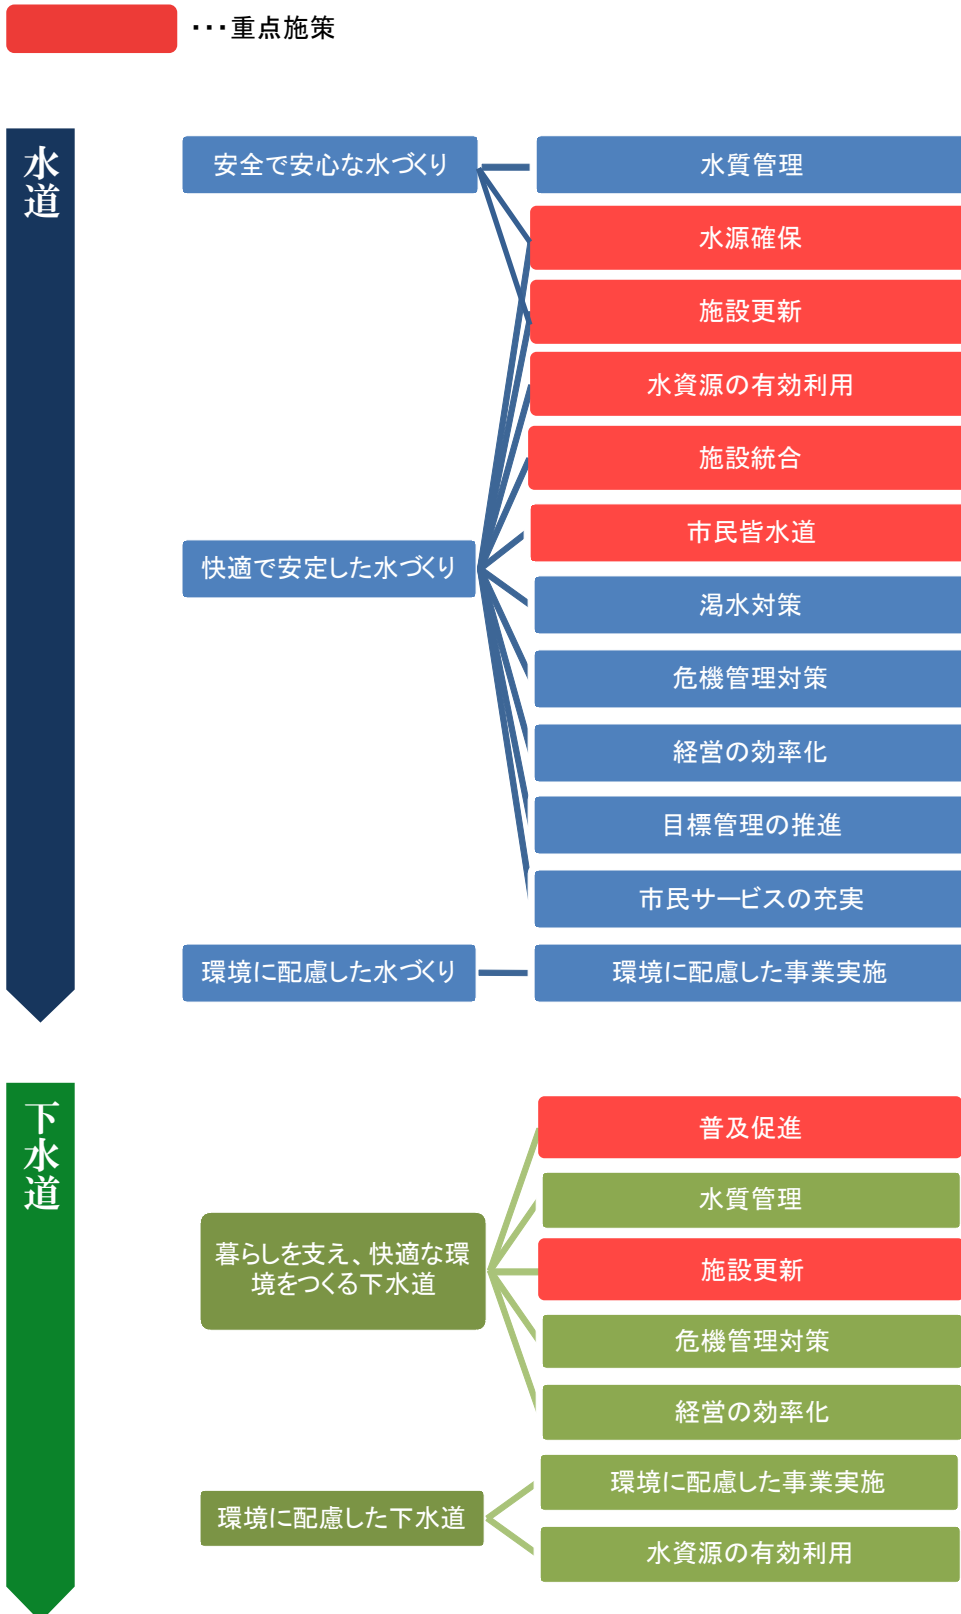 ・・・重点施策
水道
安全で安心な水づくり
水質管理
水源確保
施設更新
水資源の有効利用
施設統合
市民皆水道
快適で安定した水づくり
渇水対策
危機管理対策
経営の効率化
目標管理の推進
市民サービスの充実
環境に配慮した水づくり
環境に配慮した事業実施
下水道
普及促進
水質管理
暮らしを支え、快適な環
境をつくる下水道
施設更新
危機管理対策
経営の効率化
環境に配慮した事業実施
環境に配慮した下水道
水資源の有効利用